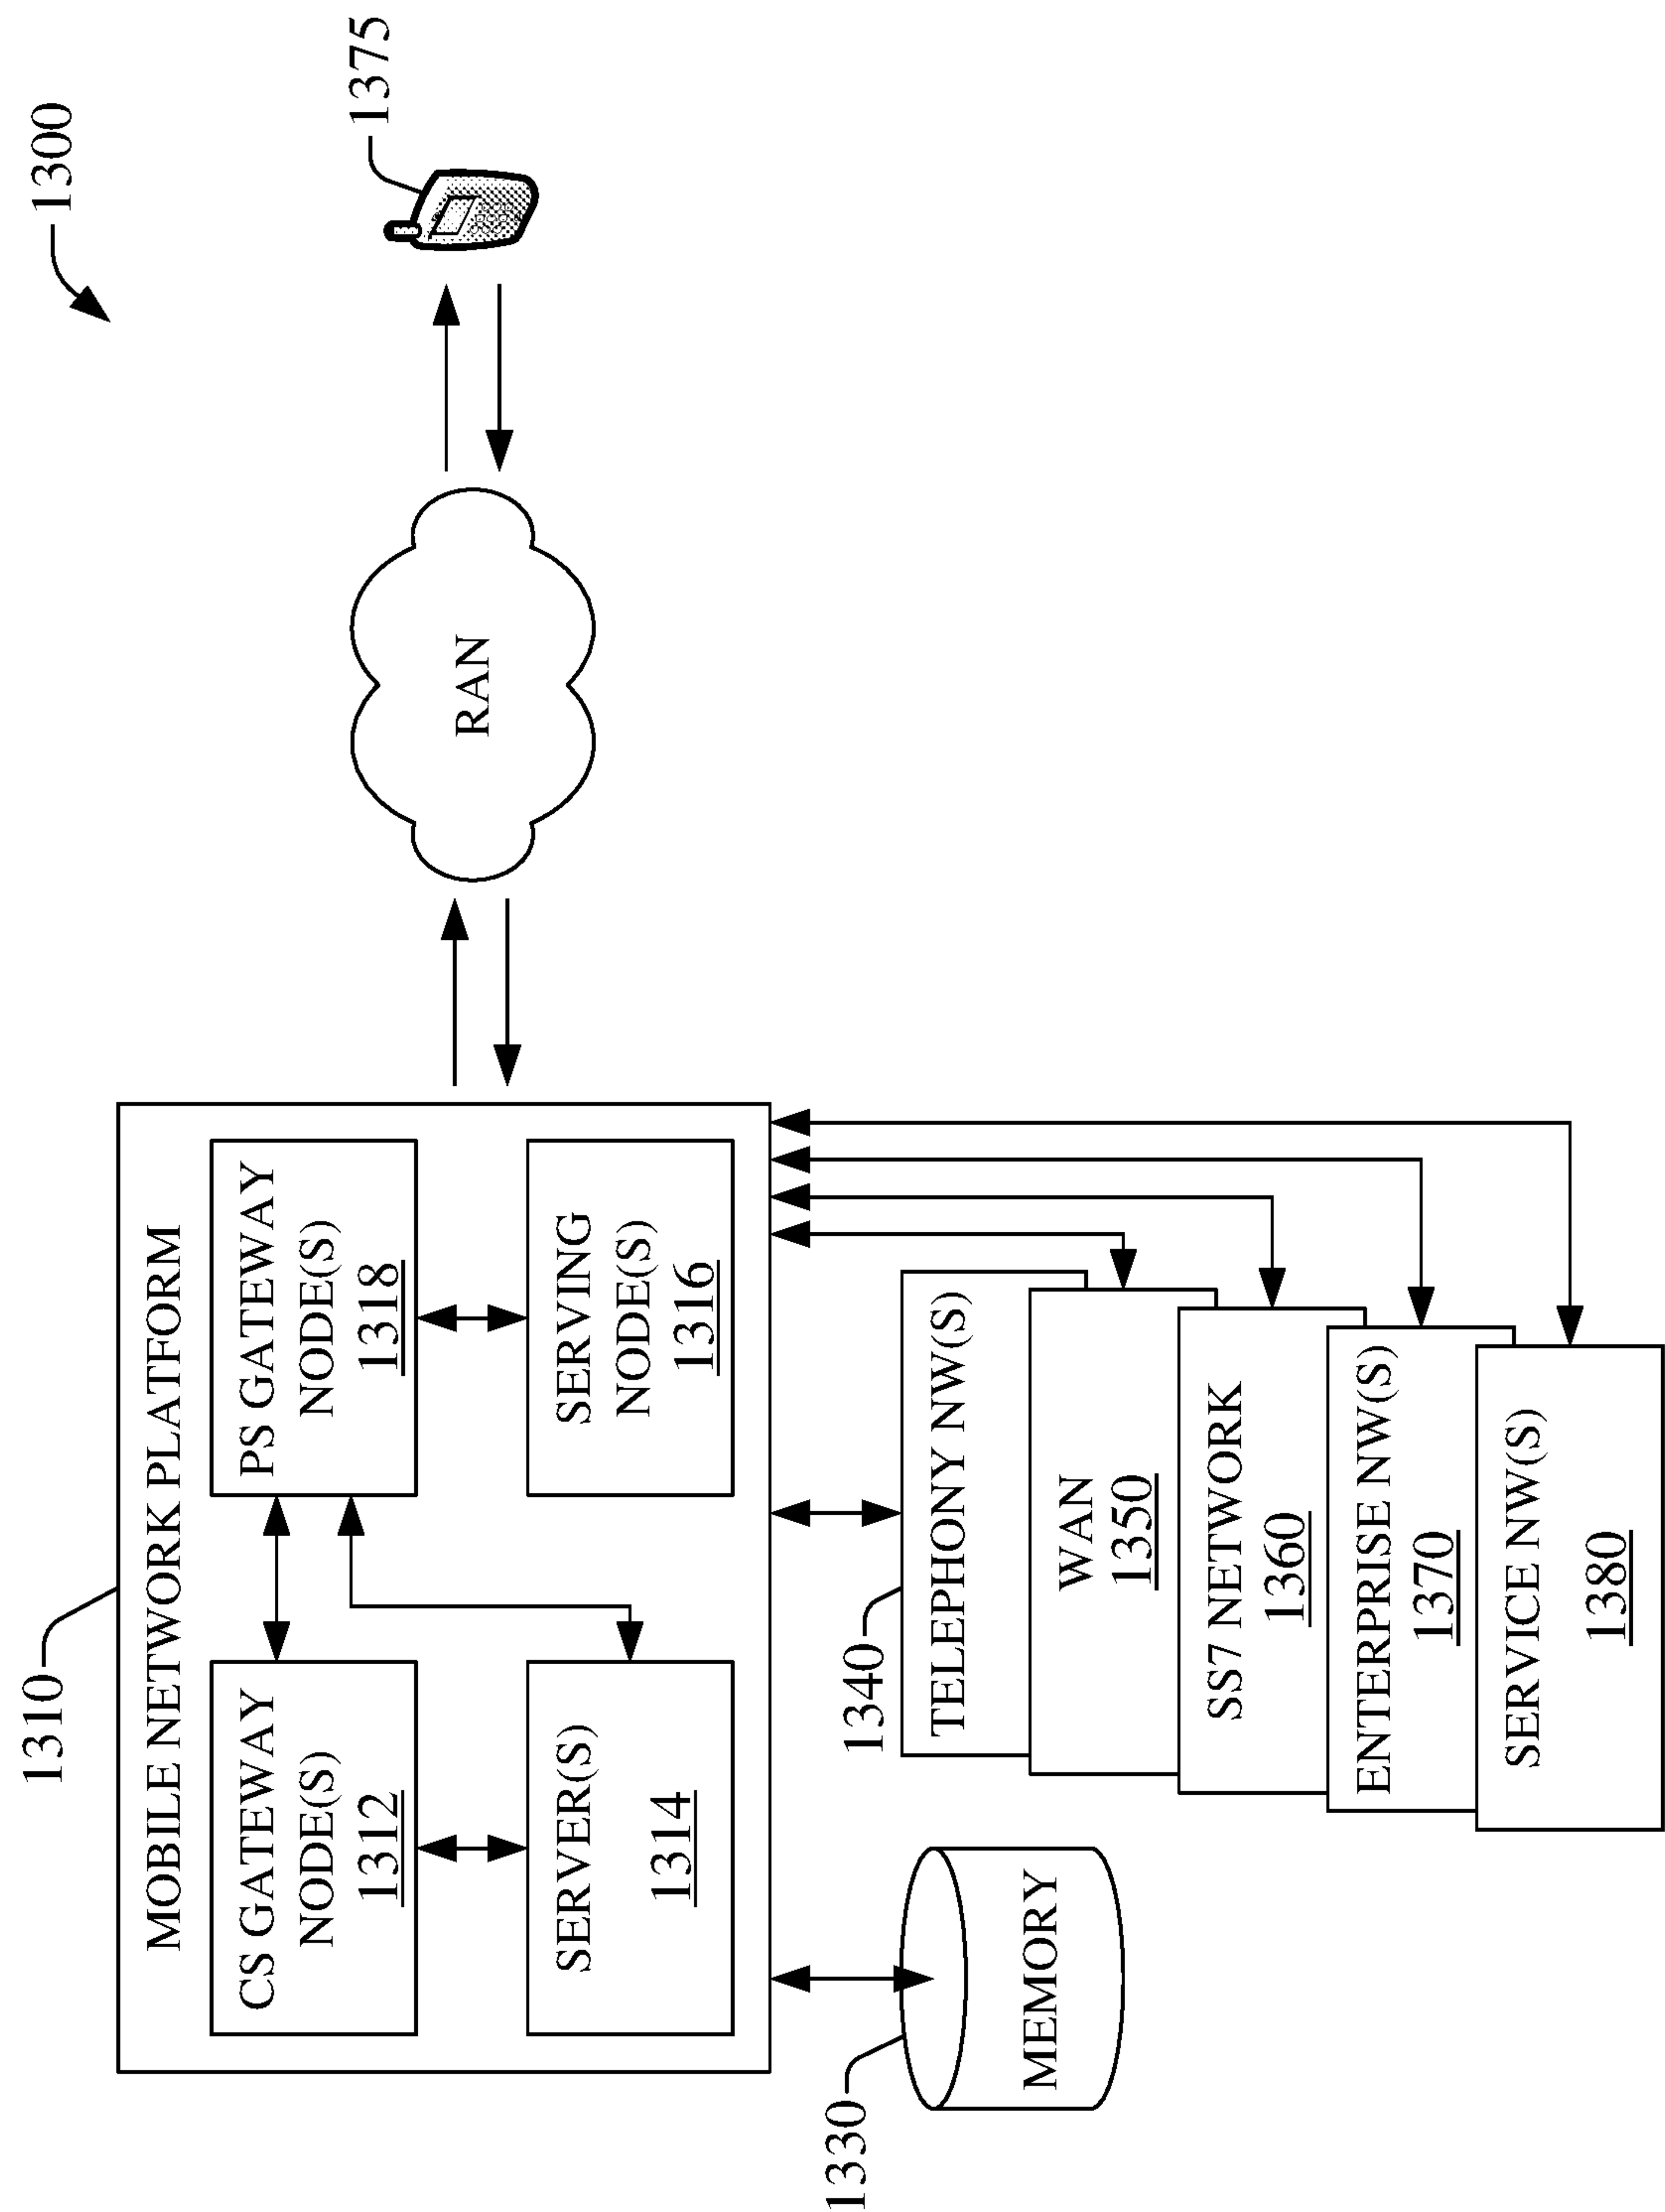 1300
1310
MOBILE NETWORK PLATFORM
CS GATEWAY
NODE(S)
1312
PS GATEWAY
NODE(S)
1318
SERVER(S)
1314
SERVING
NODE(S)
1316
RAN
1375
1330
MEMORY
1340
TELEPHONY NW(S)
WAN
1350
SS7 NETWORK
1360
ENTERPRISE NW(S)
1370
SERVICE NW(S)
1380